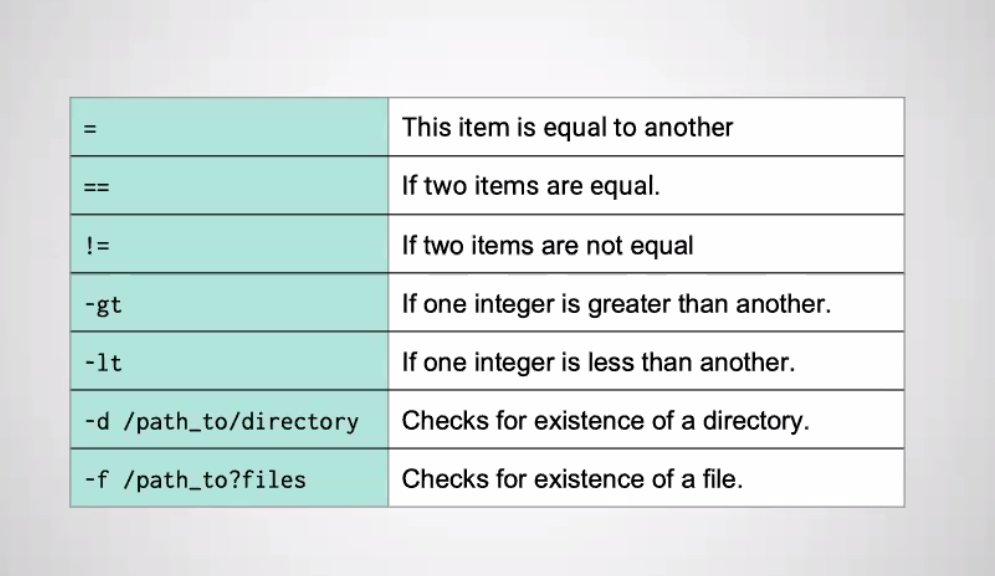 = This item is equal to another
== If two items are equal.
!= If two items are not equal
-gt If one integer is greater than another.
-lt If one integer is less than another.
-d /path_to/directory Checks for existence of a directory.
-f /path_to?files Checks for existence of a file.